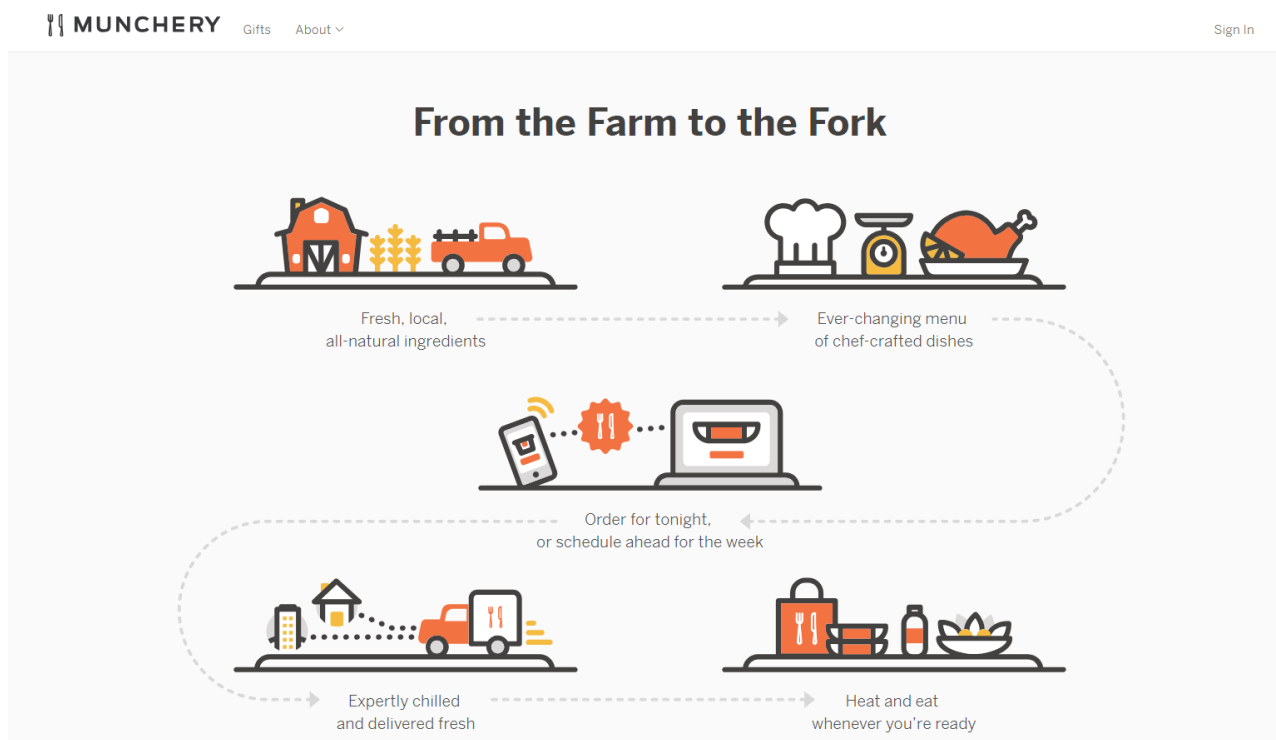 MUNCHERY
Gifts
About
Sign In
From the Farm to the Fork
Fresh, local,
all-natural ingredients
Ever-changing menu
of chef-crafted dishes
Order for tonight,
or schedule ahead for the week
Expertly chilled
and delivered fresh
Heat and eat
whenever you're ready